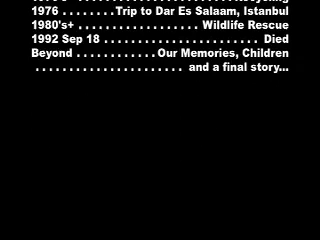 1976 . . . . . . . . Trip to Dar Es Salaam, Istanbul
1980's+ . . . . . . . . . . . . . . . . . Wildlife Rescue
1992 Sep 18 . . . . . . . . . . . . . . . . . . . . . . . Died
Beyond . . . . . . . . . . . . Our Memories, Children
. . . . . . . . . . . . . . . . . . . . . . and a final story...